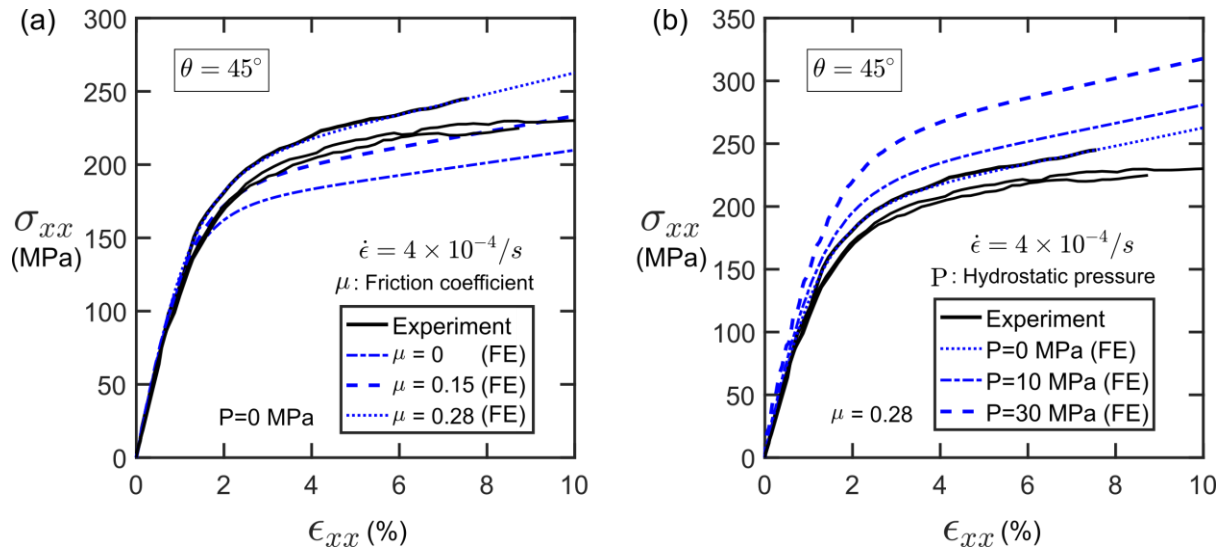 (a)
300
250
200
150
100
50
0
σxx
(MPa)
θ = 45°
ε̇ = 4 × 10⁻⁴/s
μ : Friction coefficient
Experiment
μ = 0 (FE)
μ = 0.15 (FE)
μ = 0.28 (FE)
P=0 MPa
0 2 4 6 8 10
ϵxx (%)
(b)
350
300
250
200
150
100
50
0
σxx
(MPa)
θ = 45°
ϵ̇ = 4 × 10⁻⁴/s
P : Hydrostatic pressure
Experiment
P=0 MPa (FE)
P=10 MPa (FE)
P=30 MPa (FE)
μ = 0.28
0 2 4 6 8 10
ϵxx (%)